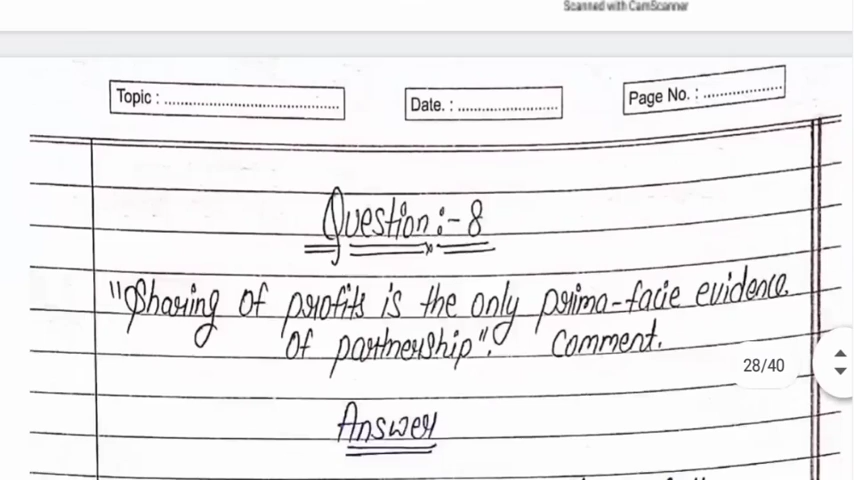 Scanned with CamScanner
Topic : ........................................ Date. : ....................... Page No. : ..................
Question :- 8
"Sharing of profits is the only prima-facie evidence
of partnership". Comment.
28/40
Answer